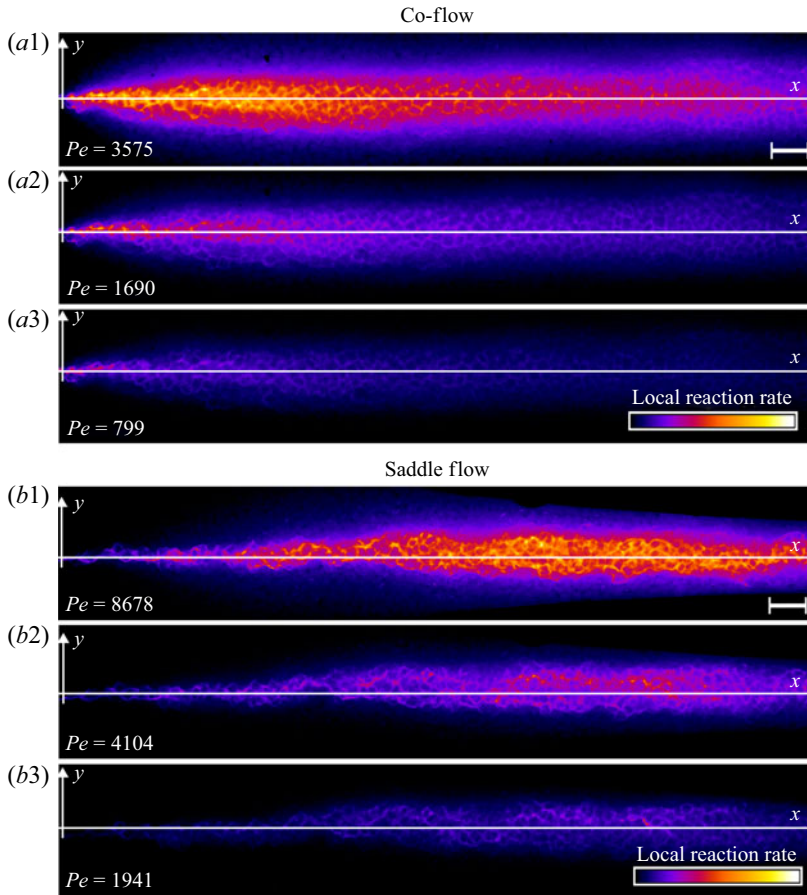 Co-flow
(a1)
y
x
Pe = 3575
(a2)
y
x
Pe = 1690
(a3)
y
x
Local reaction rate
Pe = 799
Saddle flow
(b1)
y
x
Pe = 8678
(b2)
y
x
Pe = 4104
(b3)
y
x
Local reaction rate
Pe = 1941